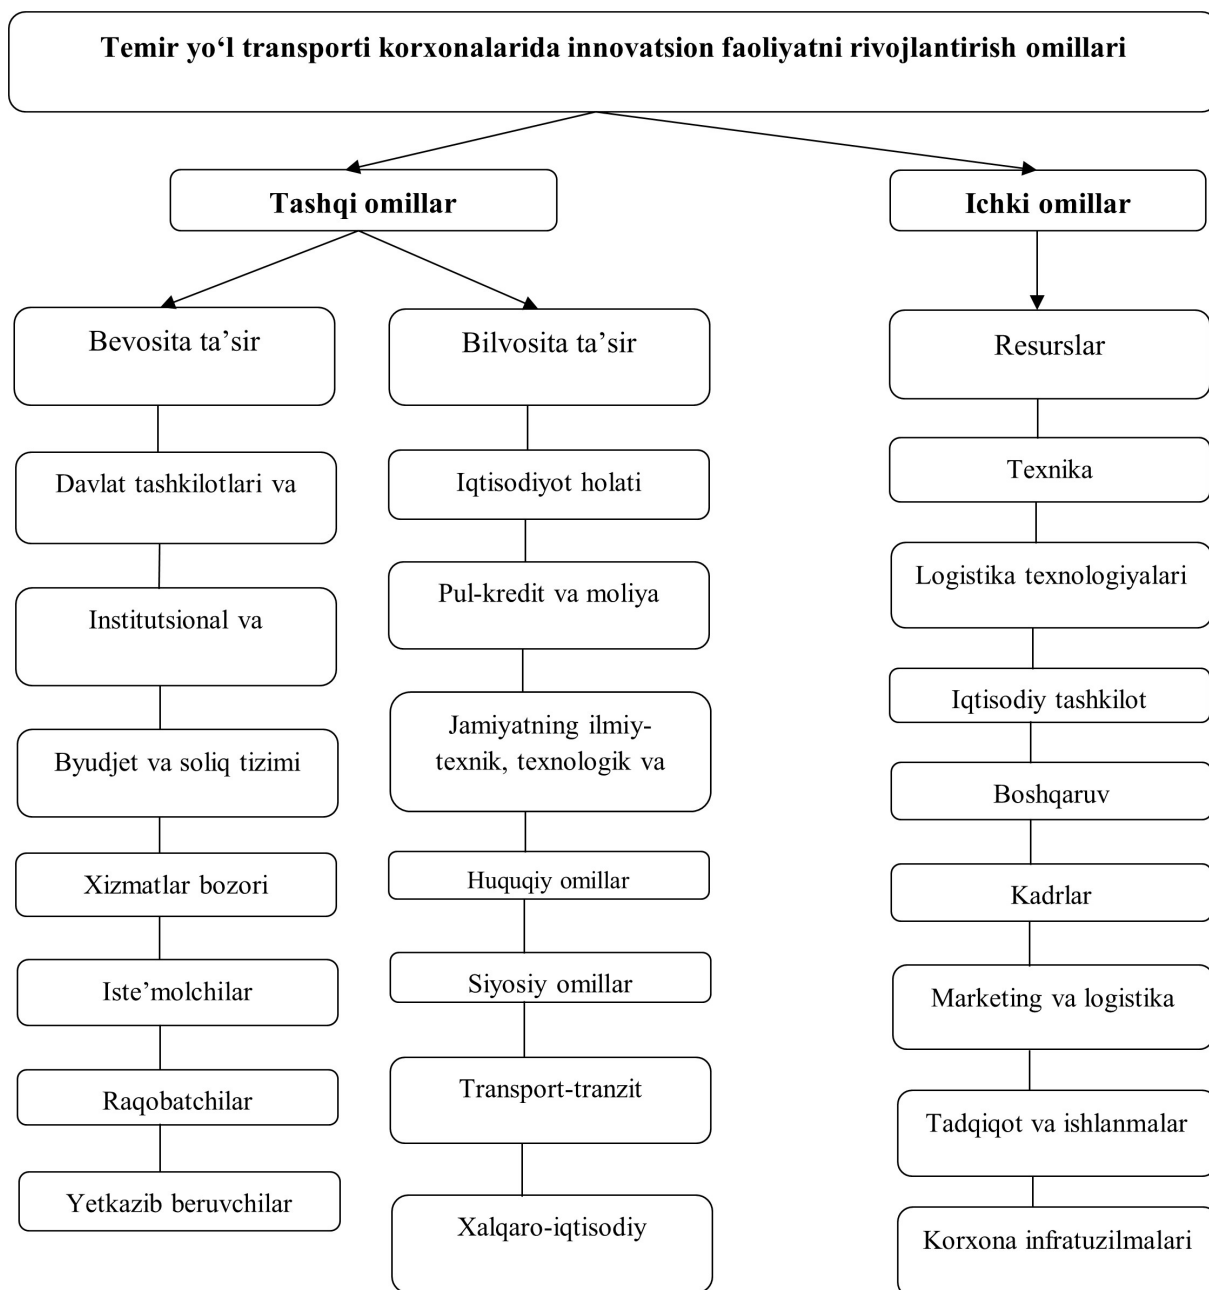 Temir yo‘l transporti korxonalarida innovatsion faoliyatni rivojlantirish omillari
Tashqi omillar
Ichki omillar
Bevosita ta’sir
Bilvosita ta’sir
Resurslar
Davlat tashkilotlari va
Institutsional va
Byudjet va soliq tizimi
Xizmatlar bozori
Iste’molchilar
Raqobatchilar
Yetkazib beruvchilar
Iqtisodiyot holati
Pul-kredit va moliya
Jamiyatning ilmiy-
texnik, texnologik va
Huquqiy omillar
Siyosiy omillar
Transport-tranzit
Xalqaro-iqtisodiy
Texnika
Logistika texnologiyalari
Iqtisodiy tashkilot
Boshqaruv
Kadrlar
Marketing va logistika
Tadqiqot va ishlanmalar
Korxona infratuzilmalari